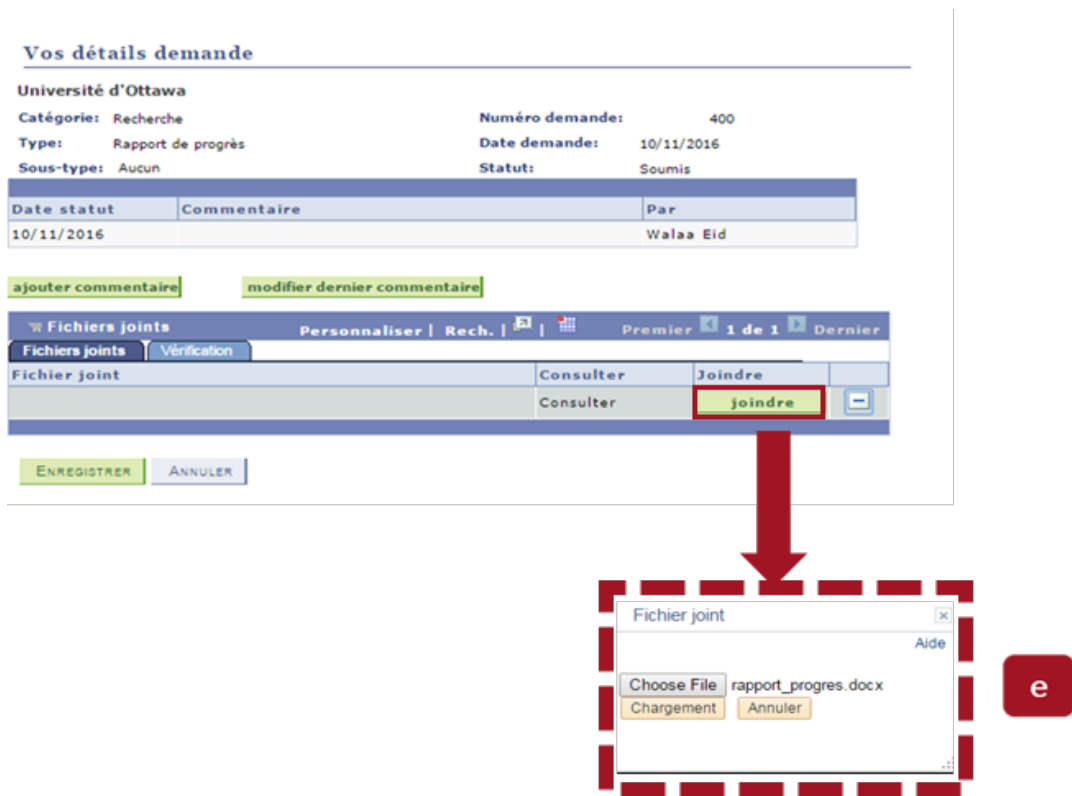 Vos détails demande
Université d'Ottawa
Catégorie: Recherche Numéro demande: 400
Type: Rapport de progrès Date demande: 10/11/2016
Sous-type: Aucun Statut: Soumis
Date statut Commentaire Par
10/11/2016 Walaa Eid
ajouter commentaire modifier dernier commentaire
Fichiers joints Personnaliser | Rech. | | Premier 1 de 1 Dernier
Fichiers joints Vérification
Fichier joint Consulter Joindre
Consulter joindre
ENREGISTRER ANNULER
Fichier joint
Aide
Choose File rapport_progres.docx
Chargement Annuler
e